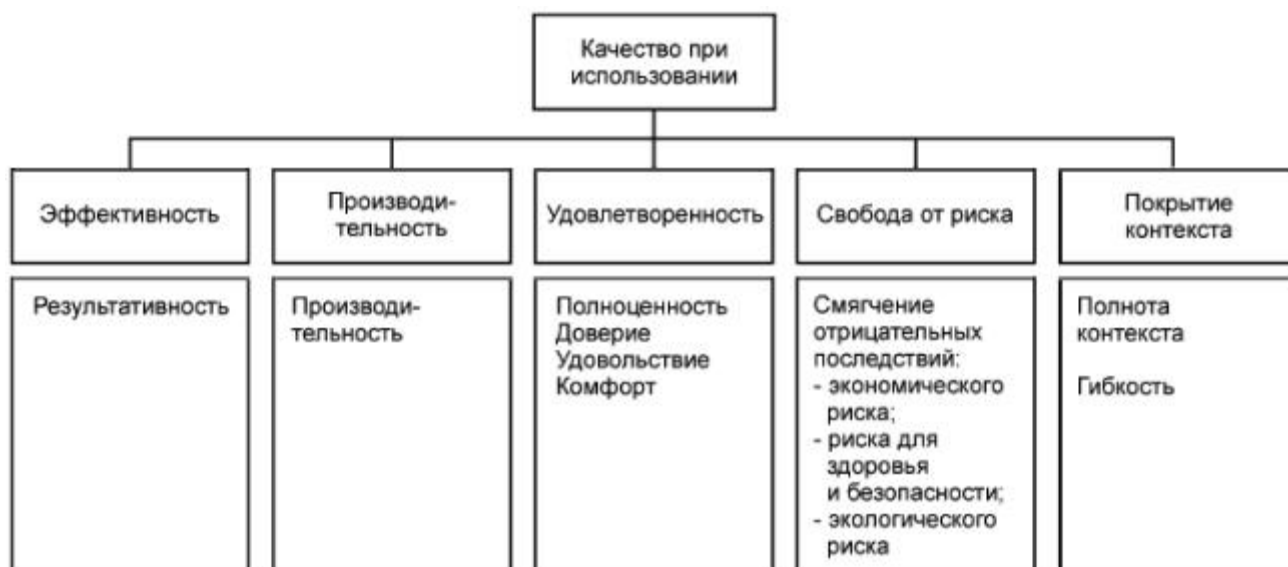 Качество при
использовании
Эффективность
Производи-
тельность
Удовлетворенность
Свобода от риска
Покрытие
контекста
Результативность
Производи-
тельность
Полноценность
Доверие
Удовольствие
Комфорт
Смягчение
отрицательных
последствий:
- экономического
риска;
- риска для
здоровья
и безопасности;
- экологического
риска
Полнота
контекста
Гибкость